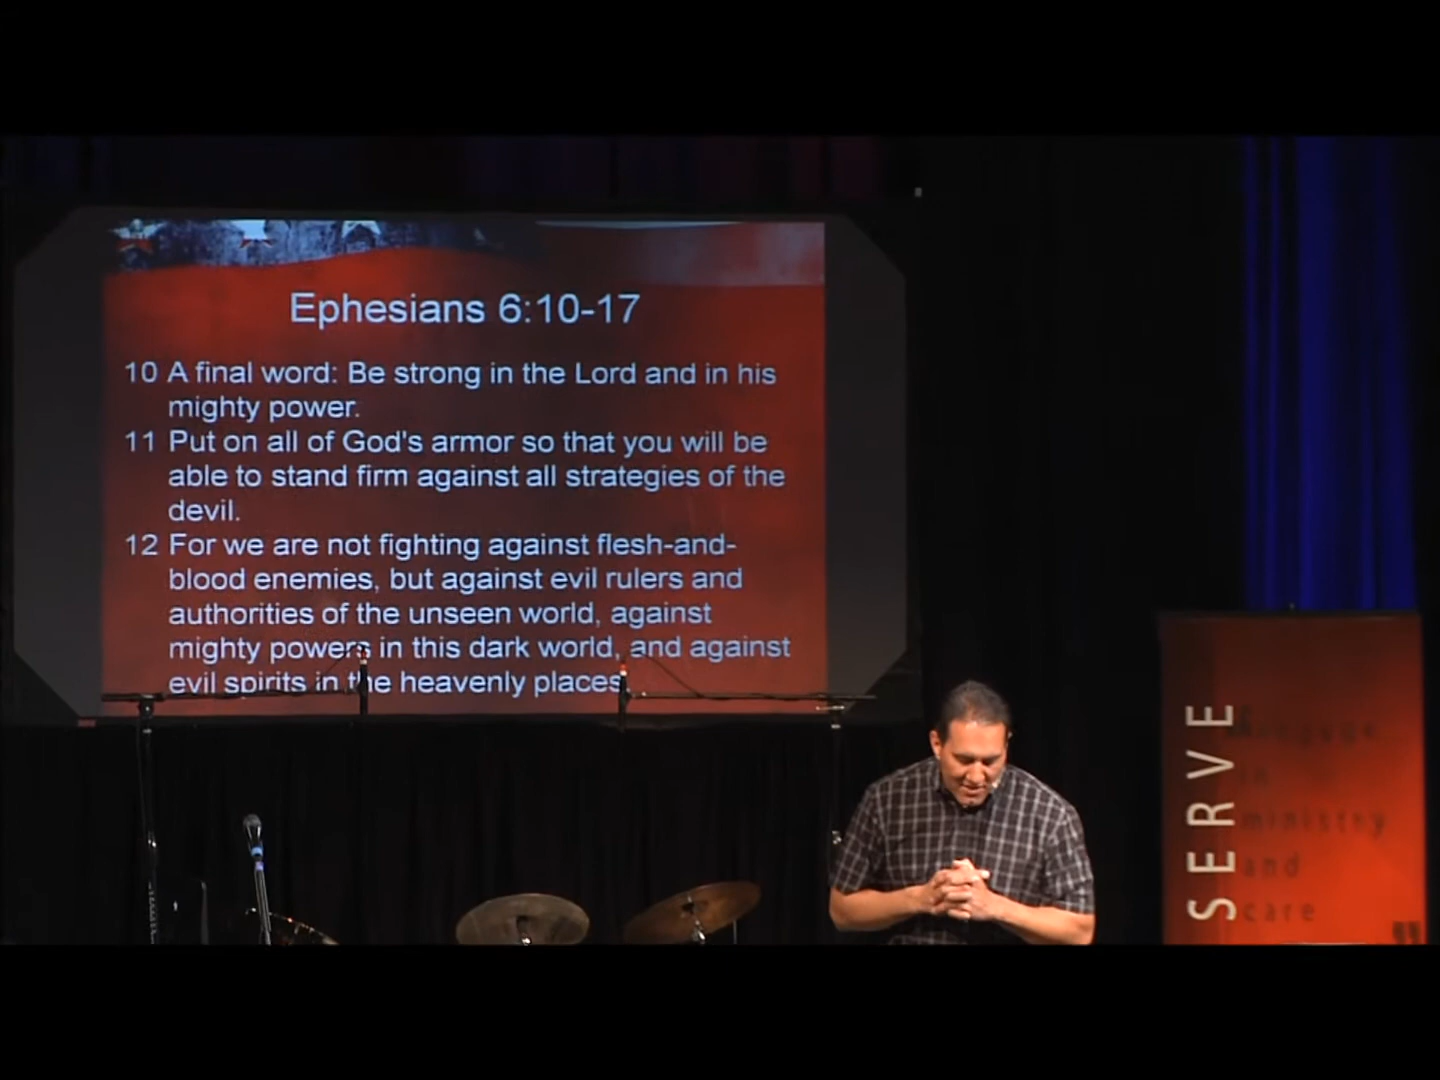 Ephesians 6:10-17
10 A final word: Be strong in the Lord and in his
mighty power.
11 Put on all of God's armor so that you will be
able to stand firm against all strategies of the
devil.
12 For we are not fighting against flesh-and-
blood enemies, but against evil rulers and
authorities of the unseen world, against
mighty powers in this dark world, and against
evil spirits in the heavenly places
SERVE
in
ministry
and
care